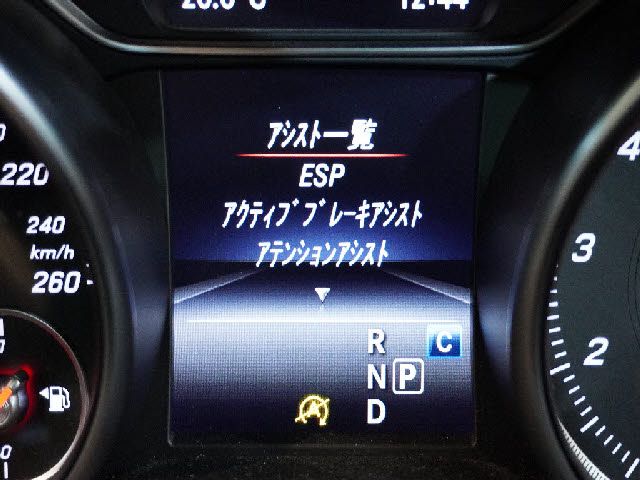 12:44
アシスト一覧
ESP
アクティブブレーキアシスト
アテンションアシスト
R
C
N P
D
A
220
240
km/h
260
4
3
2